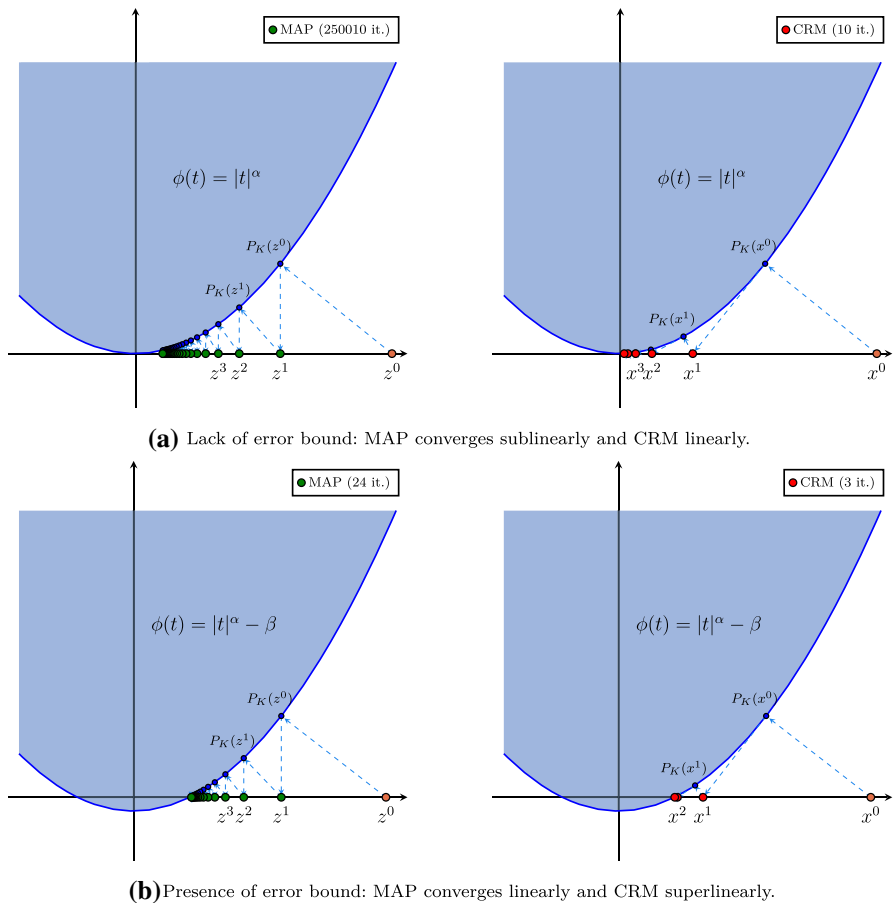 MAP (250010 it.)
CRM (10 it.)
ϕ(t) = |t|^α
ϕ(t) = |t|^α
P_K(z^0)
P_K(x^0)
P_K(z^1)
P_K(x^1)
z^3 z^2 z^1 z^0
x^3 x^2 x^1 x^0
(a) Lack of error bound: MAP converges sublinearly and CRM linearly.
MAP (24 it.)
CRM (3 it.)
ϕ(t) = |t|^α − β
ϕ(t) = |t|^α − β
P_K(z^0)
P_K(x^0)
P_K(z^1)
P_K(x^1)
z^3 z^2 z^1 z^0
x^2 x^1 x^0
(b) Presence of error bound: MAP converges linearly and CRM superlinearly.